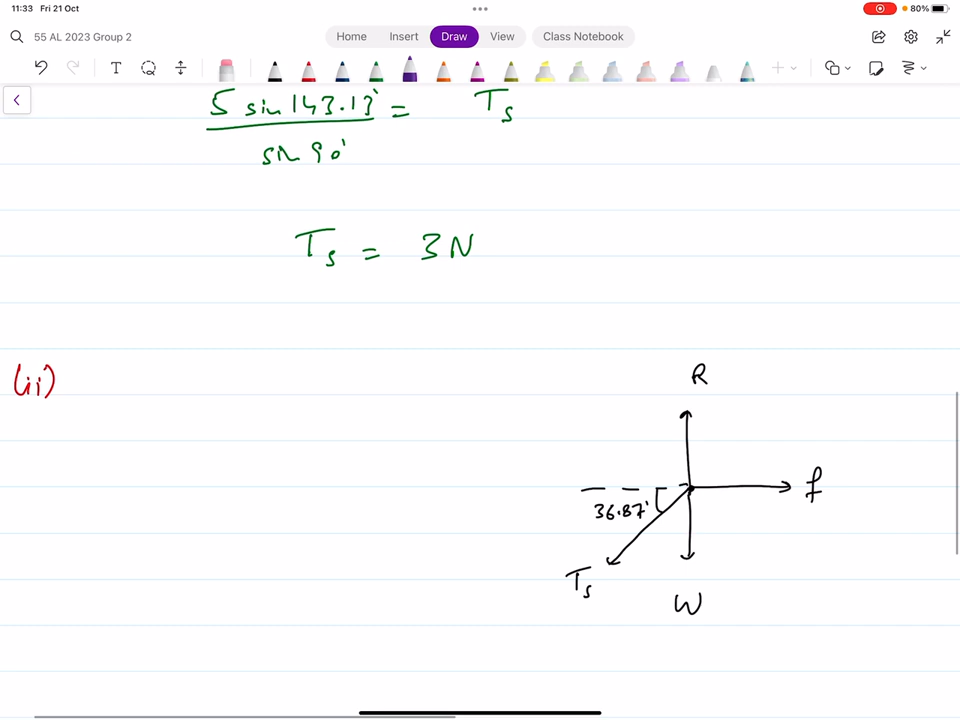 11:33 Fri 21 Oct
80%
55 AL 2023 Group 2
Home Insert Draw View Class Notebook
5 sin 143.13° = Ts
sin 90°
Ts = 3N
(ii)
R
f
36.87°
Ts
W